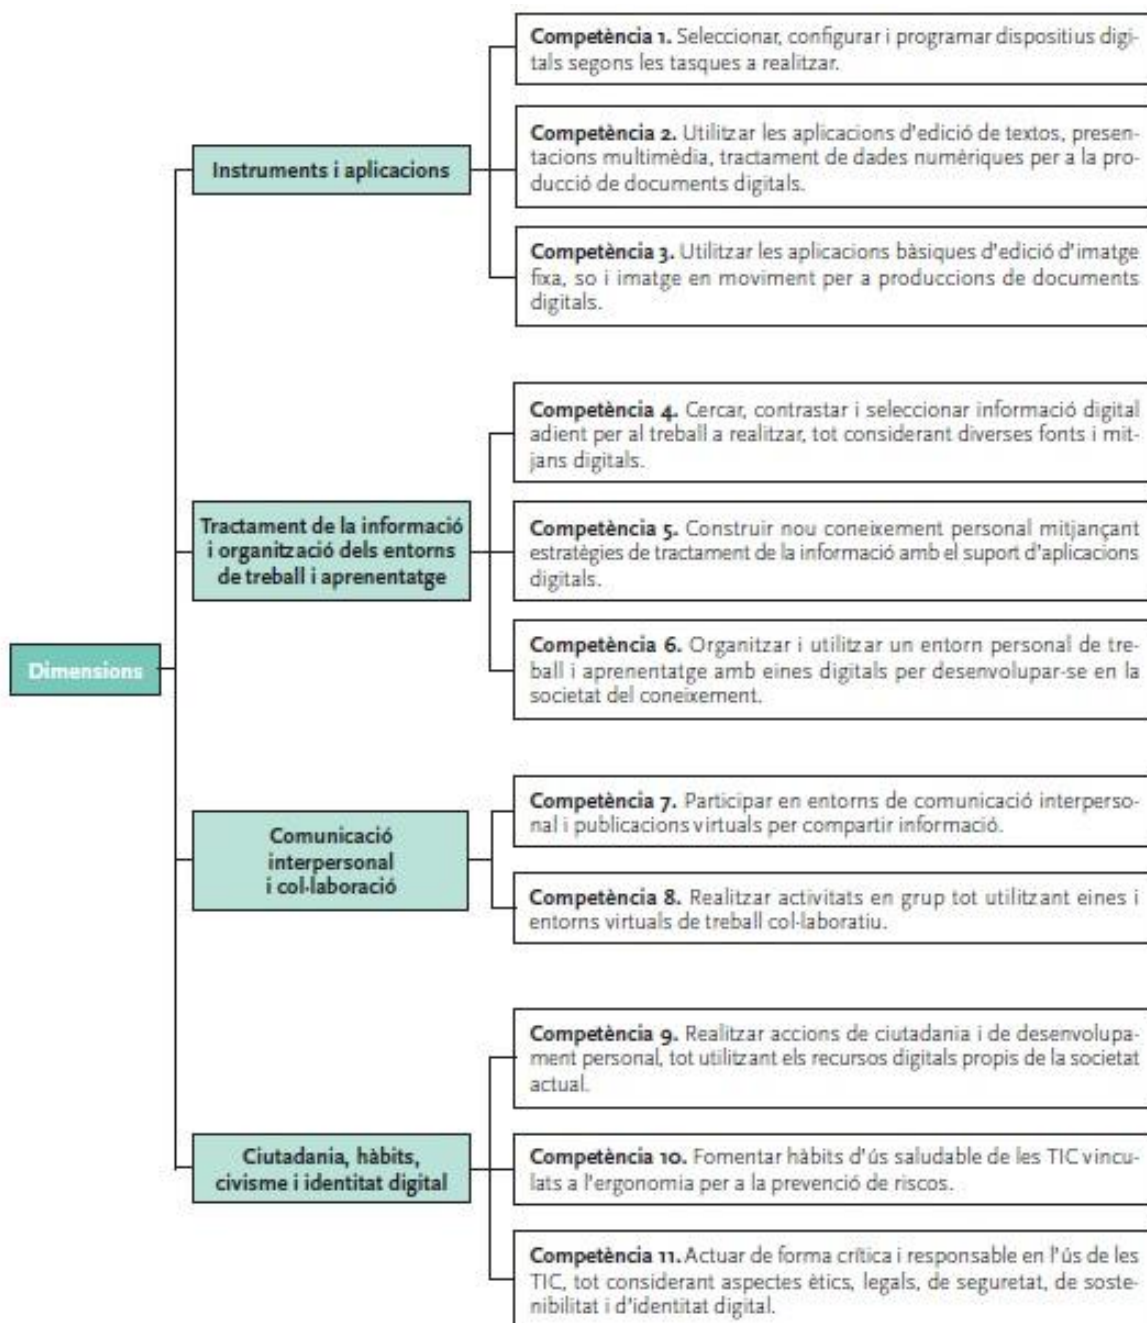 Competència 1. Seleccionar, configurar i programar dispositius digi-
tals segons les tasques a realitzar.
Competència 2. Utilitzar les aplicacions d'edició de textos, presen-
tacions multimèdia, tractament de dades numèriques per a la pro-
ducció de documents digitals.
Instruments i aplicacions
Competència 3. Utilitzar les aplicacions bàsiques d'edició d'imatge
fixa, so i imatge en moviment per a produccions de documents
digitals.
Competència 4. Cercar, contrastar i seleccionar informació digital
adient per al treball a realitzar, tot considerant diverses fonts i mit-
jans digitals.
Tractament de la informació
i organització dels entorns
de treball i aprenentatge
Competència 5. Construir nou coneixement personal mitjançant
estratègies de tractament de la informació amb el suport d'aplicacions
digitals.
Competència 6. Organitzar i utilitzar un entorn personal de tre-
ball i aprenentatge amb eines digitals per desenvolupar-se en la
societat del coneixement.
Dimensions
Competència 7. Participar en entorns de comunicació interperso-
nal i publicacions virtuals per compartir informació.
Comunicació
interpersonal
i col·laboració
Competència 8. Realitzar activitats en grup tot utilitzant eines i
entorns virtuals de treball col·laboratiu.
Competència 9. Realitzar accions de ciutadania i de desenvolupa-
ment personal, tot utilitzant els recursos digitals propis de la societat
actual.
Ciutadania, hàbits,
civisme i identitat digital
Competència 10. Fomentar hàbits d'ús saludable de les TIC vincu-
lats a l'ergonomia per a la prevenció de riscos.
Competència 11. Actuar de forma crítica i responsable en l'ús de les
TIC, tot considerant aspectes ètics, legals, de seguretat, de soste-
nibilitat i d'identitat digital.